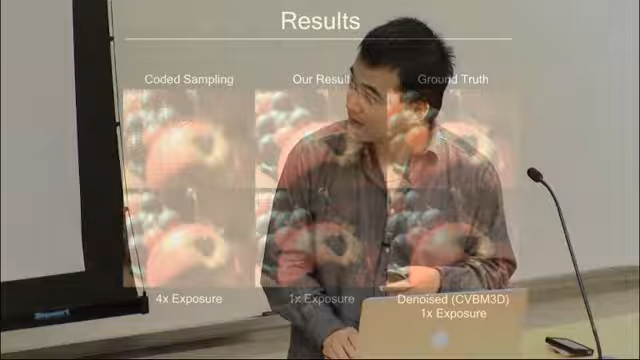 Results
Coded Sampling
Our Result
Ground Truth
4x Exposure
1x Exposure
Denoised (CVBM3D)
1x Exposure